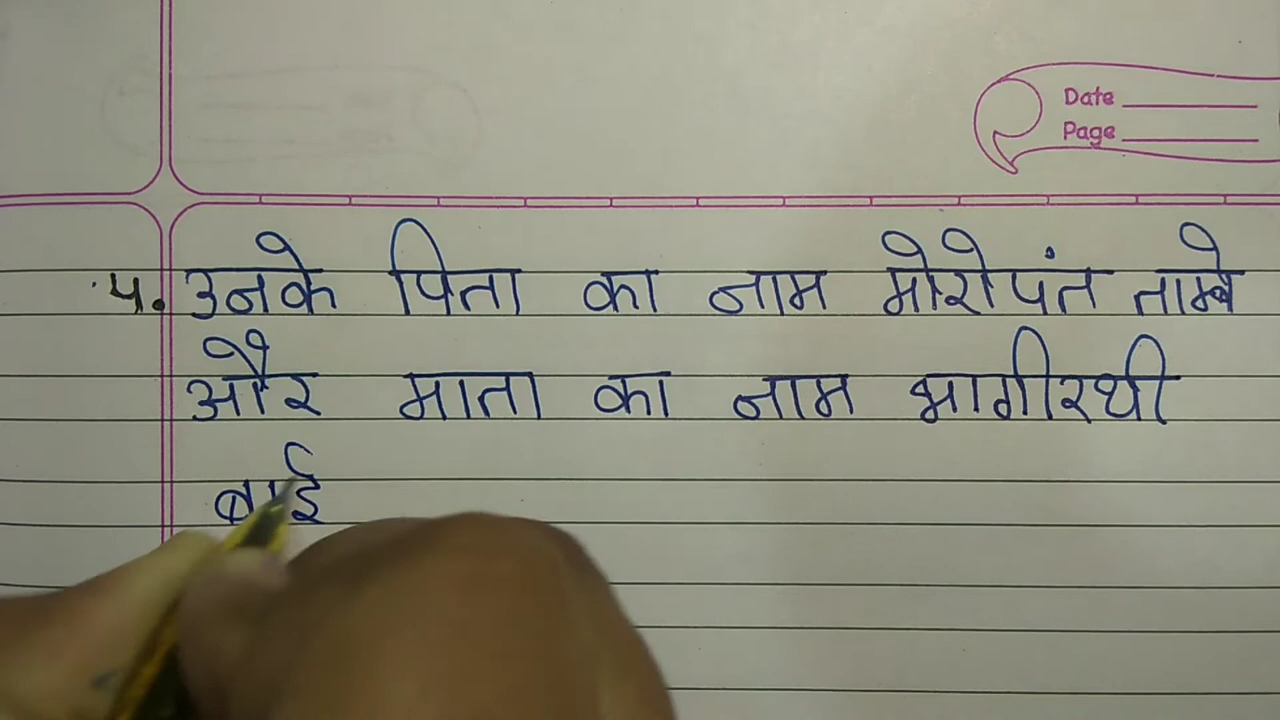 Date
Page
५. उनके पिता का नाम मोरोपंत ताम्बे
और माता का नाम भागीरथी
बाई